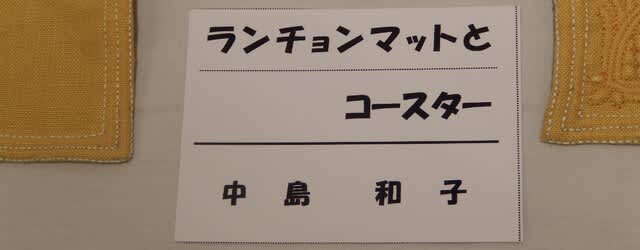 ランチョンマットと
コースター
中島 和子